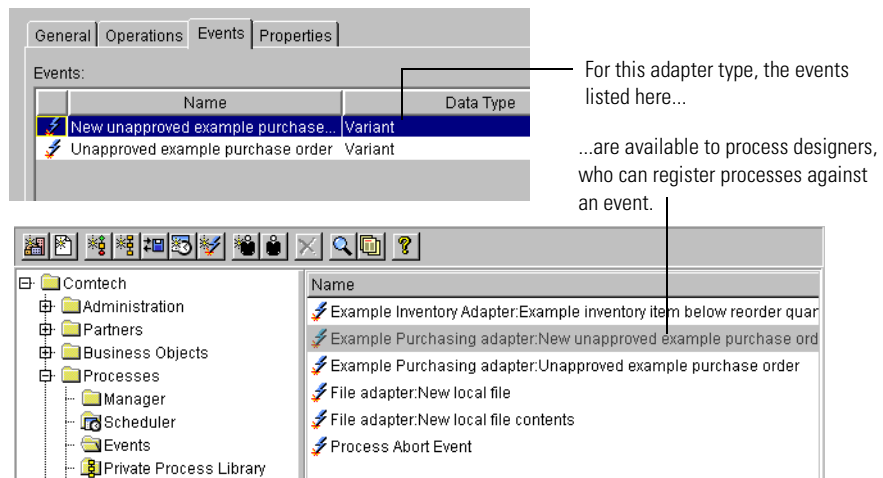 General Operations Events Properties
Events:
Name Data Type
New unapproved example purchase... Variant
Unapproved example purchase order Variant
For this adapter type, the events
listed here...
...are available to process designers,
who can register processes against
an event.
Comtech
Administration
Partners
Business Objects
Processes
Manager
Scheduler
Events
Private Process Library
Name
Example Inventory Adapter:Example inventory item below reorder quar
Example Purchasing adapter:New unapproved example purchase ord
Example Purchasing adapter:Unapproved example purchase order
File adapter:New local file
File adapter:New local file contents
Process Abort Event